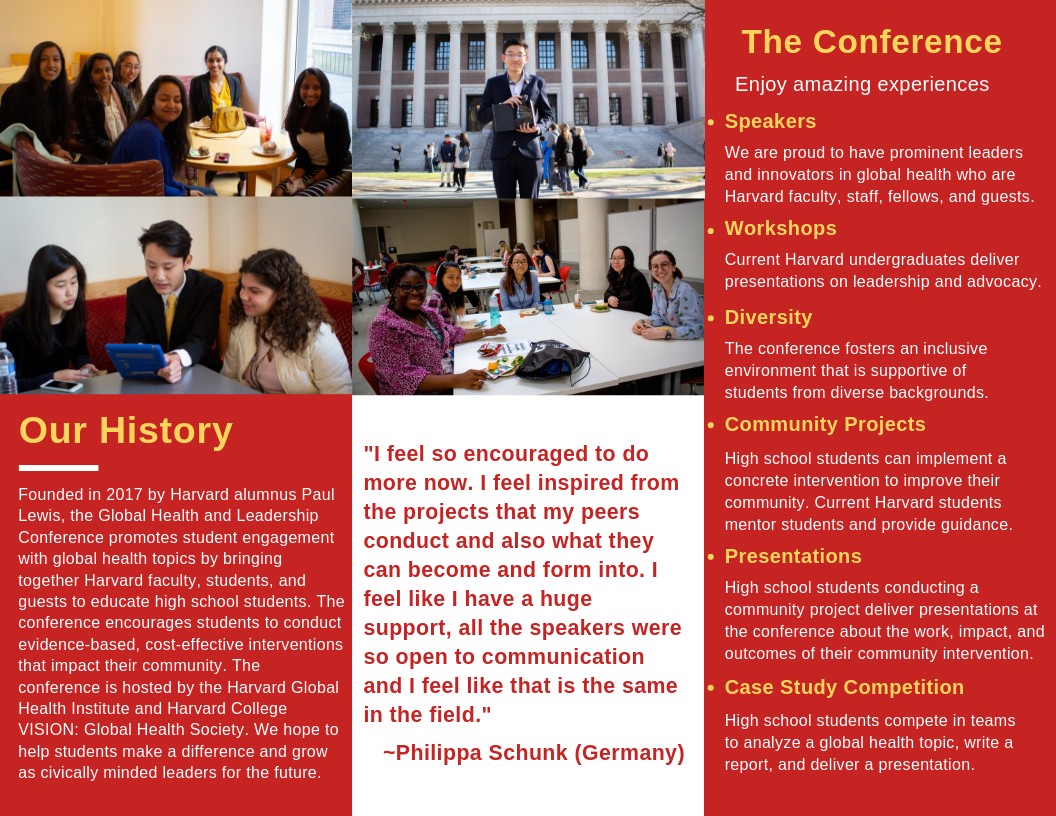 Our History
Founded in 2017 by Harvard alumnus Paul
Lewis, the Global Health and Leadership
Conference promotes student engagement
with global health topics by bringing
together Harvard faculty, students, and
guests to educate high school students. The
conference encourages students to conduct
evidence-based, cost-effective interventions
that impact their community. The
conference is hosted by the Harvard Global
Health Institute and Harvard College
VISION: Global Health Society. We hope to
help students make a difference and grow
as civically minded leaders for the future.
"I feel so encouraged to do
more now. I feel inspired from
the projects that my peers
conduct and also what they
can become and form into. I
feel like I have a huge
support, all the speakers were
so open to communication
and I feel like that is the same
in the field."
~Philippa Schunk (Germany)
The Conference
Enjoy amazing experiences
• Speakers
We are proud to have prominent leaders
and innovators in global health who are
Harvard faculty, staff, fellows, and guests.
• Workshops
Current Harvard undergraduates deliver
presentations on leadership and advocacy.
• Diversity
The conference fosters an inclusive
environment that is supportive of
students from diverse backgrounds.
• Community Projects
High school students can implement a
concrete intervention to improve their
community. Current Harvard students
mentor students and provide guidance.
• Presentations
High school students conducting a
community project deliver presentations at
the conference about the work, impact, and
outcomes of their community intervention.
• Case Study Competition
High school students compete in teams
to analyze a global health topic, write a
report, and deliver a presentation.